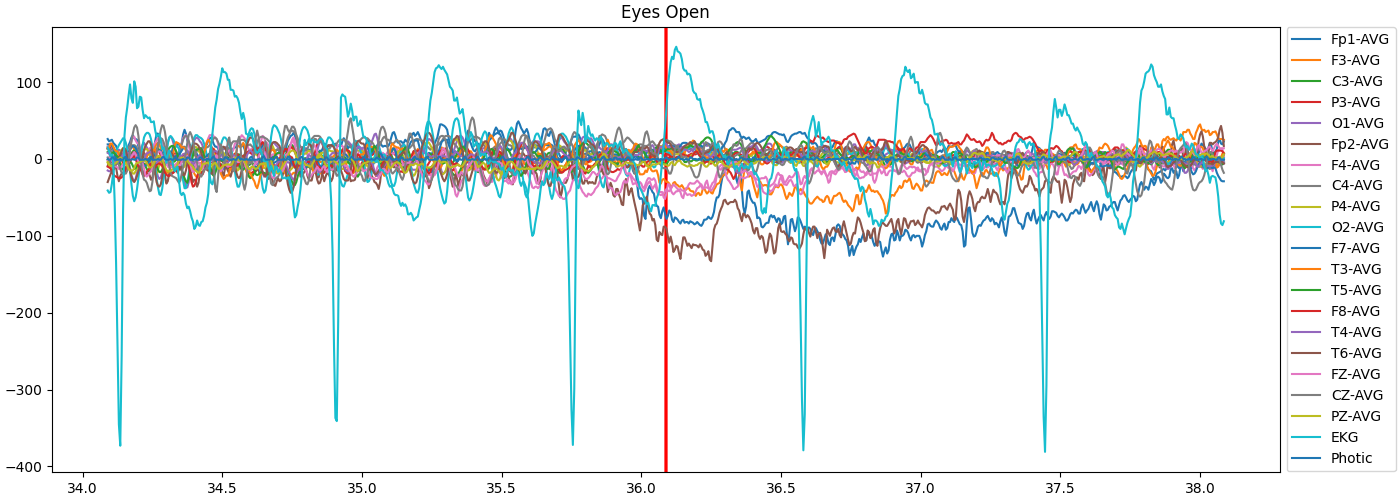 Eyes Open
100
0
−100
−200
−300
−400
34.0 34.5 35.0 35.5 36.0 36.5 37.0 37.5 38.0
Fp1-AVG
F3-AVG
C3-AVG
P3-AVG
O1-AVG
Fp2-AVG
F4-AVG
C4-AVG
P4-AVG
O2-AVG
F7-AVG
T3-AVG
T5-AVG
F8-AVG
T4-AVG
T6-AVG
FZ-AVG
CZ-AVG
PZ-AVG
EKG
Photic